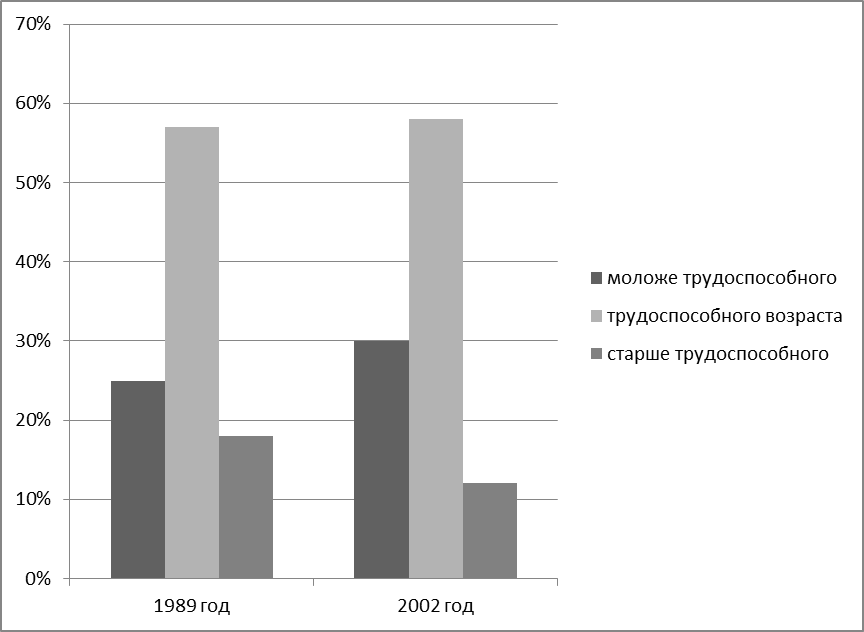 70%
60%
50%
40%
30%
20%
10%
0%
1989 год
2002 год
моложе трудоспособного
трудоспособного возраста
старше трудоспособного